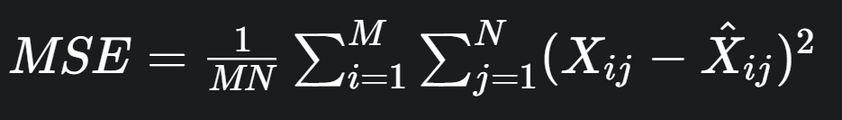 $MSE = \frac{1}{MN} \sum_{i=1}^{M} \sum_{j=1}^{N} (X_{ij} - \hat{X}_{ij})^2$